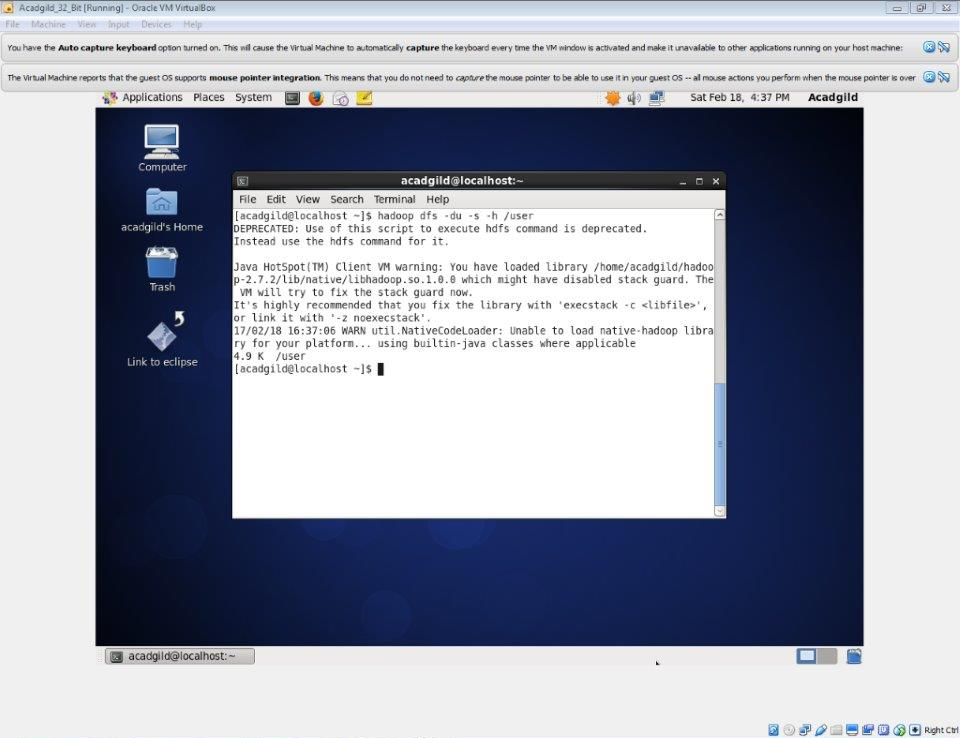 Acadgild_32_Bit [Running] - Oracle VM VirtualBox
File Machine View Input Devices Help
You have the Auto capture keyboard option turned on. This will cause the Virtual Machine to automatically capture the keyboard every time the VM window is activated and make it unavailable to other applications running on your host machine:
The Virtual Machine reports that the guest OS supports mouse pointer integration. This means that you do not need to capture the mouse pointer to be able to use it in your guest OS -- all mouse actions you perform when the mouse pointer is over
Applications Places System Sat Feb 18, 4:37 PM Acadgild
Computer
acadgild's Home
Trash
Link to eclipse
acadgild@localhost:~
File Edit View Search Terminal Help
[acadgild@localhost ~]$ hadoop dfs -du -s -h /user
DEPRECATED: Use of this script to execute hdfs command is deprecated.
Instead use the hdfs command for it.
Java HotSpot(TM) Client VM warning: You have loaded library /home/acadgild/hadoo
p-2.7.2/lib/native/libhadoop.so.1.0.0 which might have disabled stack guard. The
VM will try to fix the stack guard now.
It's highly recommended that you fix the library with 'execstack -c <libfile>',
or link it with '-z noexecstack'.
17/02/18 16:37:06 WARN util.NativeCodeLoader: Unable to load native-hadoop libra
ry for your platform... using builtin-java classes where applicable
4.9 K /user
[acadgild@localhost ~]$
acadgild@localhost:~
Right Ctrl